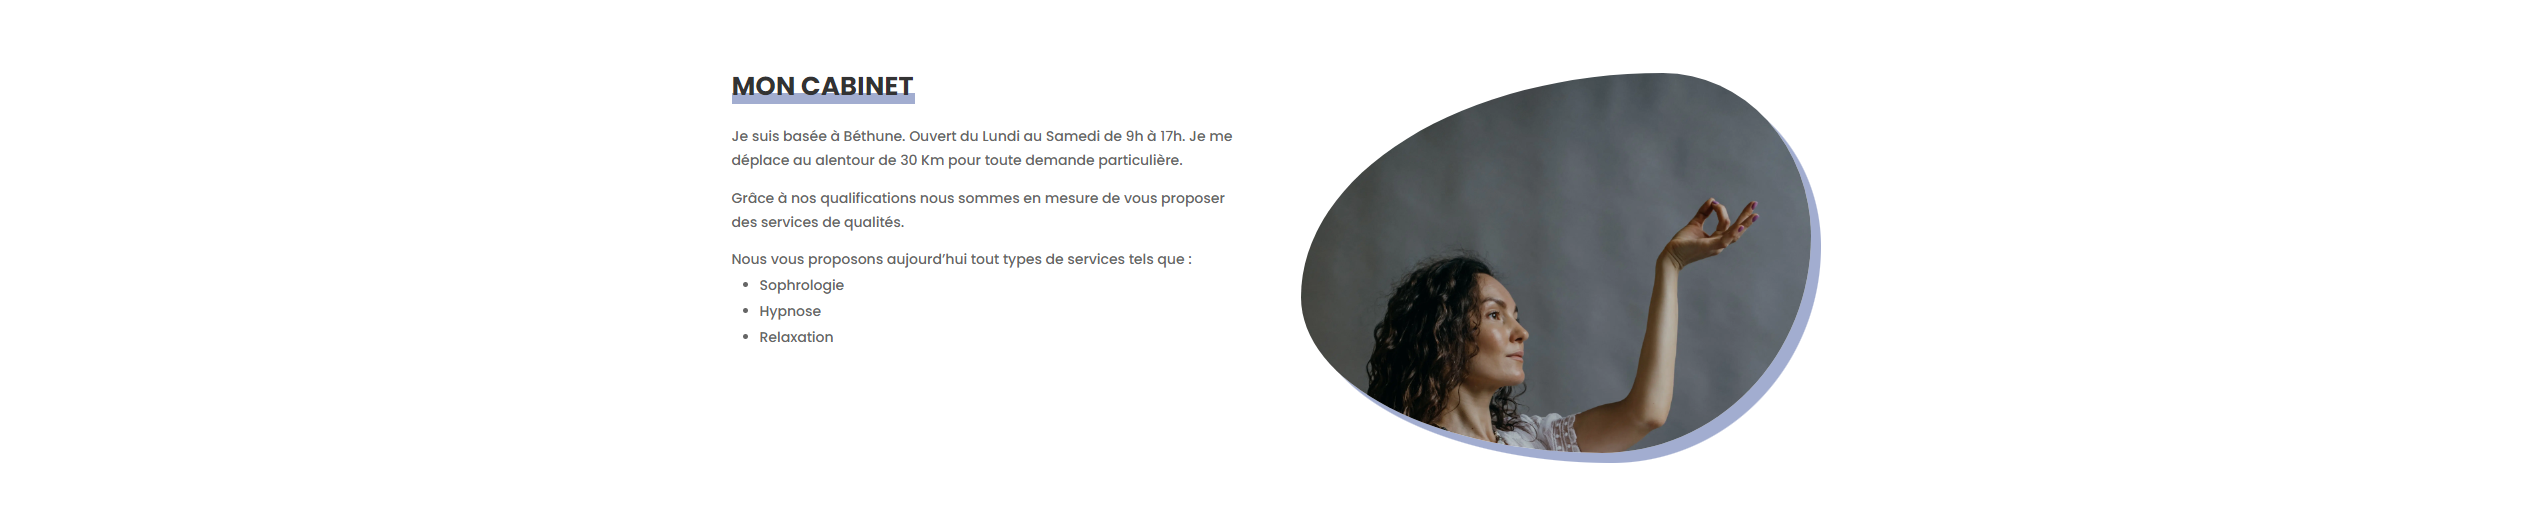 MON CABINET
Je suis basée à Béthune. Ouvert du Lundi au Samedi de 9h à 17h. Je me
déplace au alentour de 30 Km pour toute demande particulière.
Grâce à nos qualifications nous sommes en mesure de vous proposer
des services de qualités.
Nous vous proposons aujourd’hui tout types de services tels que :
• Sophrologie
• Hypnose
• Relaxation